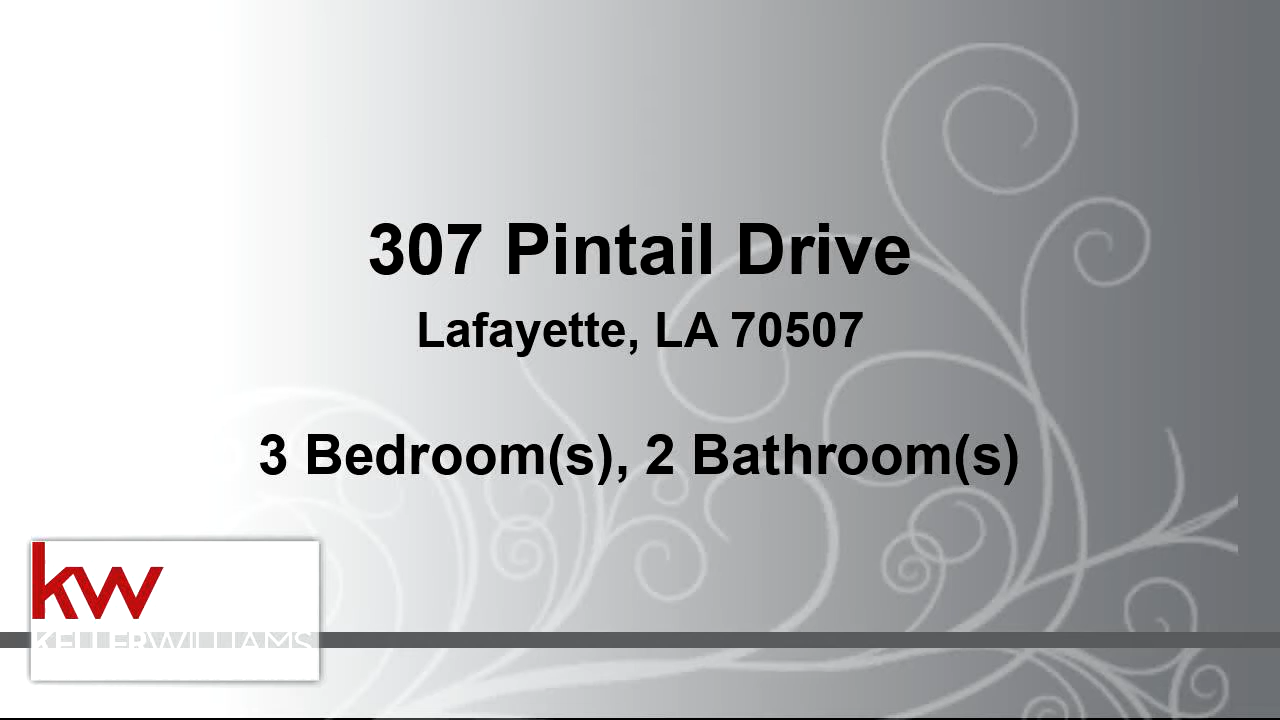 307 Pintail Drive
Lafayette, LA 70507
3 Bedroom(s), 2 Bathroom(s)
kw
KELLERWILLIAMS